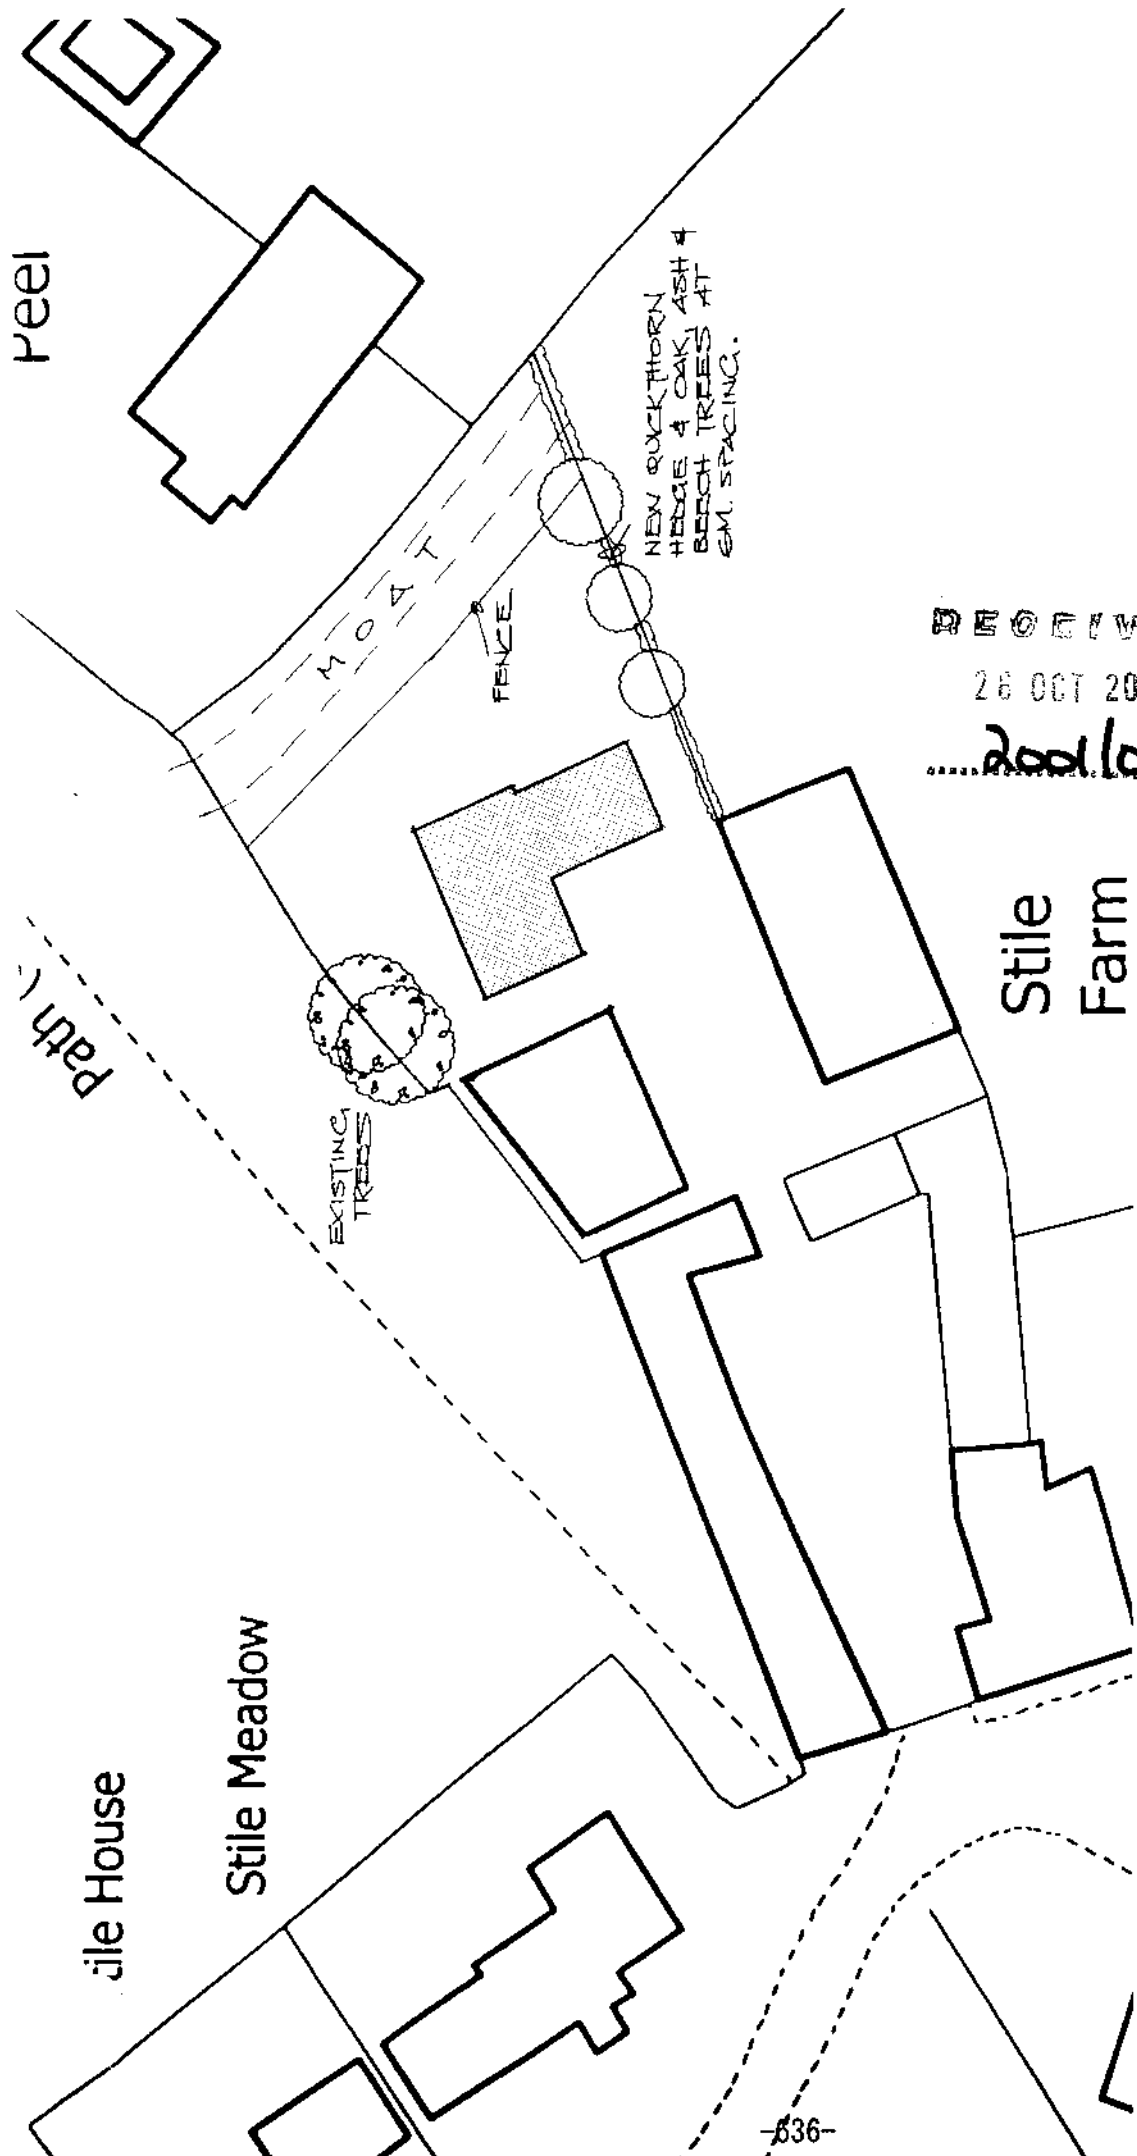 Peel
NEW QUICKTHORN
HEDGE & OAK, ASH &
BEECH TREES AT
6M. SPACING.
MOAT
FENCE
RECEIV
26 OCT 20
Path (
Stile
Farm
EXISTING
TREES
Stile Meadow
ile House
-636-